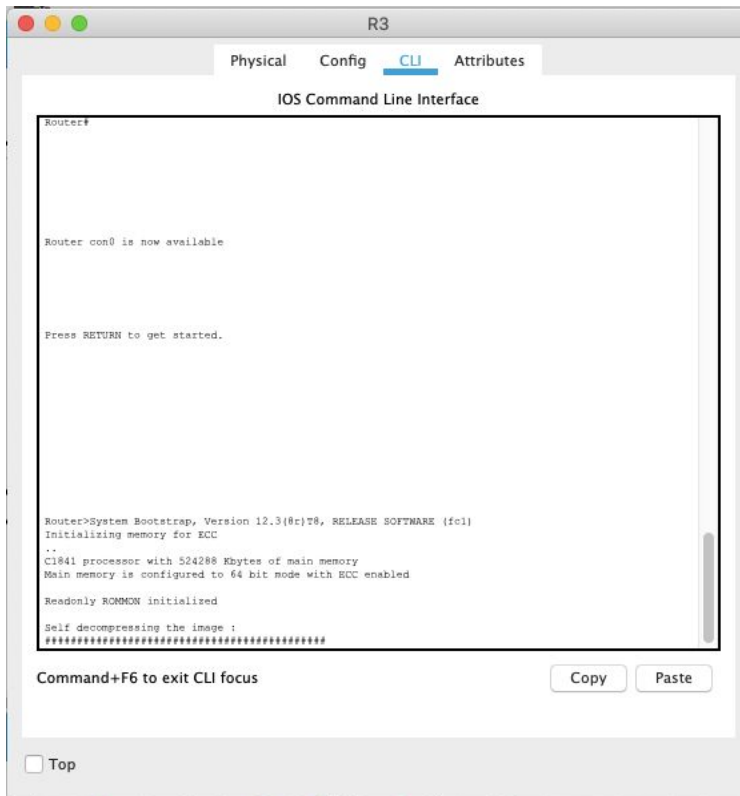 R3
Physical Config CLI Attributes
IOS Command Line Interface
Router#
Router con0 is now available
Press RETURN to get started.
Router>System Bootstrap, Version 12.3(8r)T8, RELEASE SOFTWARE (fc1)
Initializing memory for ECC
..
C1841 processor with 524288 Kbytes of main memory
Main memory is configured to 64 bit mode with ECC enabled
Readonly ROMMON initialized
Self decompressing the image :
############################################
Command+F6 to exit CLI focus
Copy Paste
Top